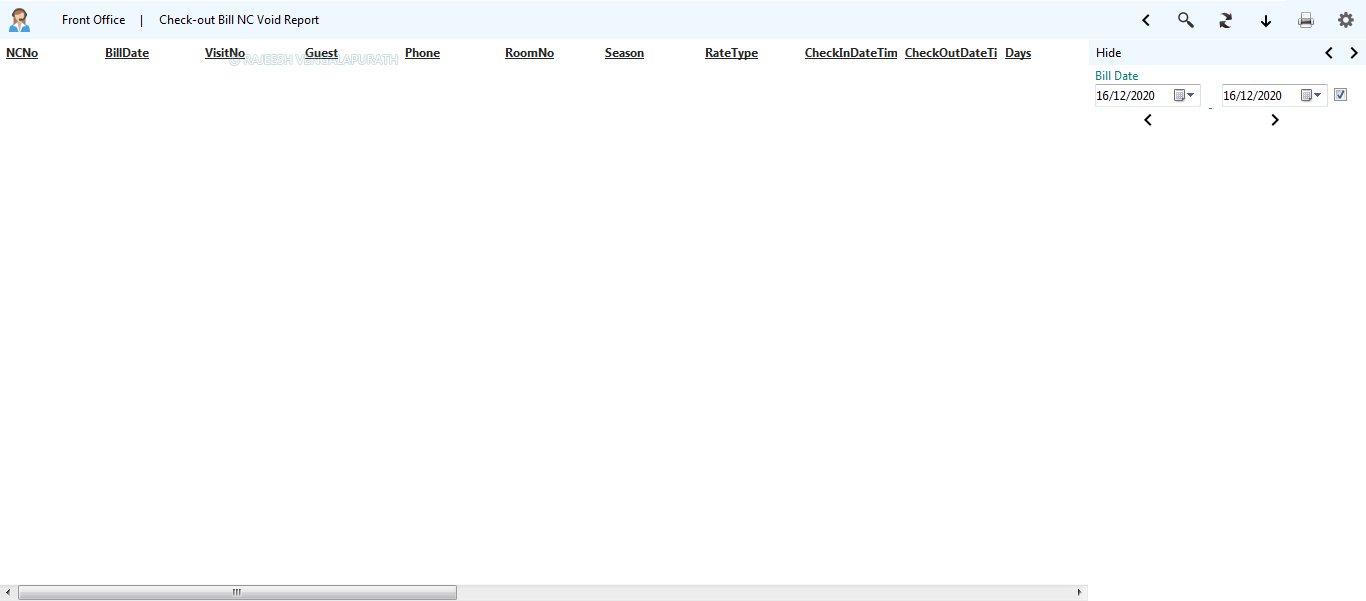 Front Office | Check-out Bill NC Void Report
NCNo BillDate VisitNo Guest Phone RoomNo Season RateType CheckInDateTim CheckOutDateTi Days
© RAJEESH VENGALAPURATH
Hide
Bill Date
16/12/2020 - 16/12/2020